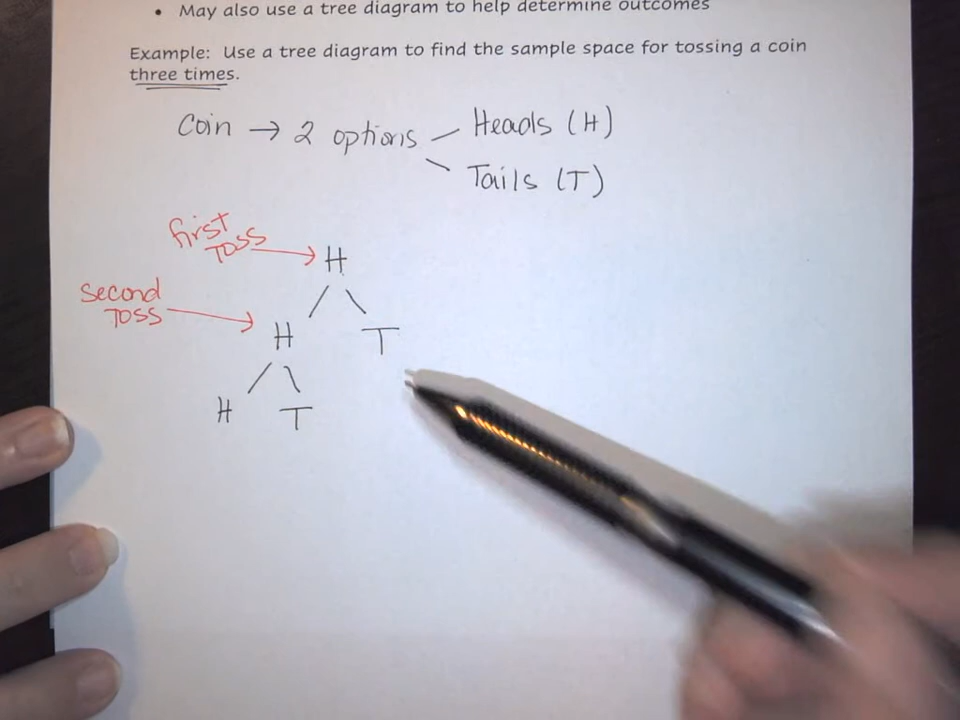 • May also use a tree diagram to help determine outcomes
Example: Use a tree diagram to find the sample space for tossing a coin
three times.
Coin → 2 options
Heads (H)
Tails (T)
first
TOSS → H
second
TOSS → H T
H T